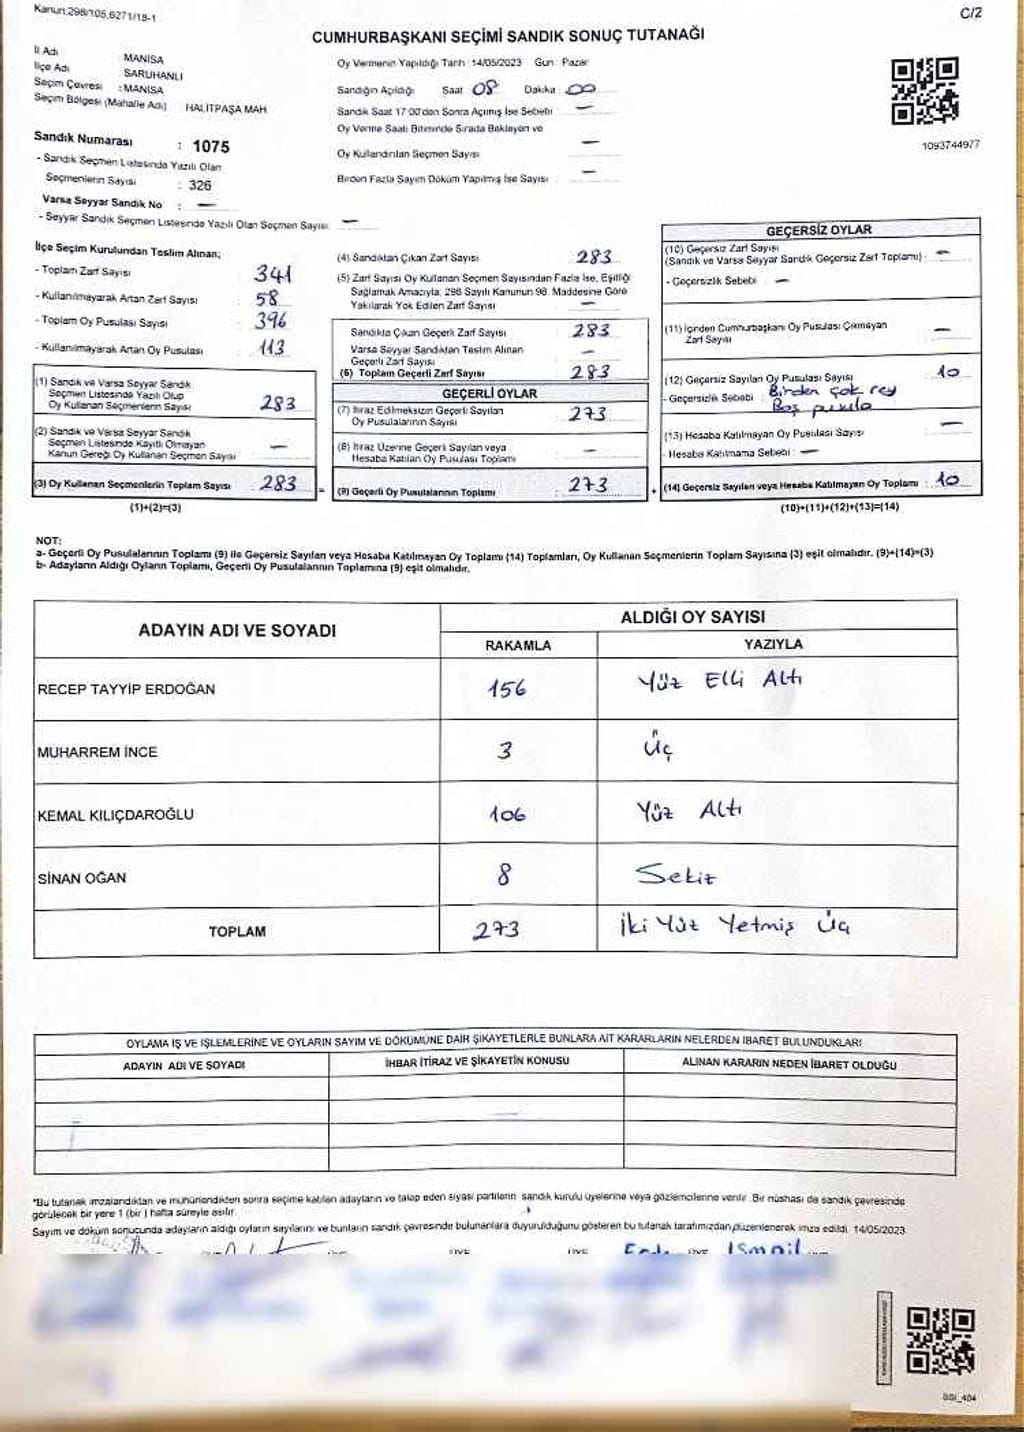 Kanun.298/105,6271/18-1
C/2
CUMHURBAŞKANI SEÇİMİ SANDIK SONUÇ TUTANAĞI
İl Adı : MANİSA
İlçe Adı : SARUHANLI
Seçim Çevresi : MANİSA
Seçim Bölgesi (Mahalle Adı) HALİTPAŞA MAH
Sandık Numarası : 1075
- Sandık Seçmen Listesinde Yazılı Olan
Seçmenlerin Sayısı : 326
Varsa Seyyar Sandık No : —
- Seyyar Sandık Seçmen Listesinde Yazılı Olan Seçmen Sayısı: —
Oy Vermenin Yapıldığı Tarih :14/05/2023 Gün : Pazar
Sandığın Açıldığı Saat 08 Dakika 00
Sandık Saat 17:00'den Sonra Açılmış İse Sebebi : —
Oy Verme Saati Bitiminde Sırada Bekleyen ve
Oy Kullandırılan Seçmen Sayısı : —
Birden Fazla Sayım Döküm Yapılmış İse Sayısı : —
1093744977
İlçe Seçim Kurulundan Teslim Alınan;
- Toplam Zarf Sayısı : 341
- Kullanılmayarak Artan Zarf Sayısı : 58
- Toplam Oy Pusulası Sayısı : 396
- Kullanılmayarak Artan Oy Pusulası : 113
(1) Sandık ve Varsa Seyyar Sandık
Seçmen Listesinde Yazılı Olup
Oy Kullanan Seçmenlerin Sayısı : 283
(2) Sandık ve Varsa Seyyar Sandık
Seçmen Listesinde Kayıtlı Olmayan
Kanun Gereği Oy Kullanan Seçmen Sayısı : —
(3) Oy Kullanan Seçmenlerin Toplam Sayısı : 283
(1)+(2)=(3)
(4) Sandıktan Çıkan Zarf Sayısı : 283
(5) Zarf Sayısı Oy Kullanan Seçmen Sayısından Fazla İse, Eşitliği
Sağlamak Amacıyla; 298 Sayılı Kanunun 98. Maddesine Göre
Yakılarak Yok Edilen Zarf Sayısı : —
Sandıkta Çıkan Geçerli Zarf Sayısı : 283
Varsa Seyyar Sandıktan Teslim Alınan
Geçerli Zarf Sayısı : —
(6) Toplam Geçerli Zarf Sayısı : 283
GEÇERLİ OYLAR
(7) İtiraz Edilmeksizin Geçerli Sayılan
Oy Pusulalarının Sayısı : 273
(8) İtiraz Üzerine Geçerli Sayılan veya
Hesaba Katılan Oy Pusulası Toplamı : —
= (9) Geçerli Oy Pusulalarının Toplamı : 273
GEÇERSİZ OYLAR
(10) Geçersiz Zarf Sayısı
(Sandık ve Varsa Seyyar Sandık Geçersiz Zarf Toplamı) : —
- Geçersizlik Sebebi : —
(11) İçinden Cumhurbaşkanı Oy Pusulası Çıkmayan
Zarf Sayısı : —
(12) Geçersiz Sayılan Oy Pusulası Sayısı : 10
- Geçersizlik Sebebi : Birden çok rey
Boş pusula
(13) Hesaba Katılmayan Oy Pusulası Sayısı : —
- Hesaba Katılmama Sebebi : —
+ (14) Geçersiz Sayılan veya Hesaba Katılmayan Oy Toplamı : 10
(10)+(11)+(12)+(13)=(14)
NOT:
a- Geçerli Oy Pusulalarının Toplamı (9) ile Geçersiz Sayılan veya Hesaba Katılmayan Oy Toplamı (14) Toplamları, Oy Kullanan Seçmenlerin Toplam Sayısına (3) eşit olmalıdır. (9)+(14)=(3)
b- Adayların Aldığı Oyların Toplamı, Geçerli Oy Pusulalarının Toplamına (9) eşit olmalıdır.
ADAYIN ADI VE SOYADI
ALDIĞI OY SAYISI
RAKAMLA YAZIYLA
RECEP TAYYİP ERDOĞAN 156 Yüz Elli Altı
MUHARREM İNCE 3 Üç
KEMAL KILIÇDAROĞLU 106 Yüz Altı
SİNAN OĞAN 8 Sekiz
TOPLAM 273 İki Yüz Yetmiş Üç
OYLAMA İŞ VE İŞLEMLERİNE VE OYLARIN SAYIM VE DÖKÜMÜNE DAİR ŞİKAYETLERLE BUNLARA AİT KARARLARIN NELERDEN İBARET BULUNDUKLARI
ADAYIN ADI VE SOYADI İHBAR İTİRAZ VE ŞİKAYETİN KONUSU ALINAN KARARIN NEDEN İBARET OLDUĞU
*Bu tutanak imzalandıktan ve mühürlendikten sonra seçime katılan adayların ve talep eden siyasi partilerin sandık kurulu üyelerine veya gözlemcilerine verilir. Bir nüshası da sandık çevresinde
görülecek bir yere 1 (bir ) hafta süreyle asılır.
Sayım ve döküm sonucunda adayların aldığı oyların sayılarını ve bunların sandık çevresinde bulunanlara duyurulduğunu gösteren bu tutanak tarafımızdan düzenlenerek imza edildi. 14/05/2023
İsmail